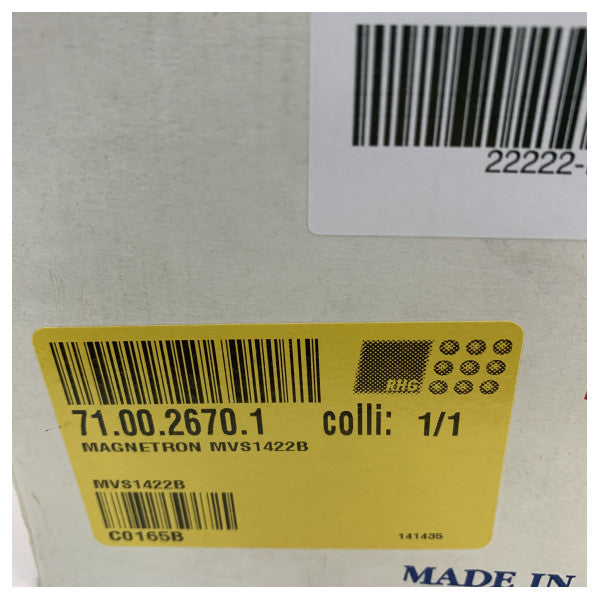 22222-
RHG
71.00.2670.1 colli: 1/1
MAGNETRON MVS1422B
MVS1422B
C0165B
141435
MADE IN